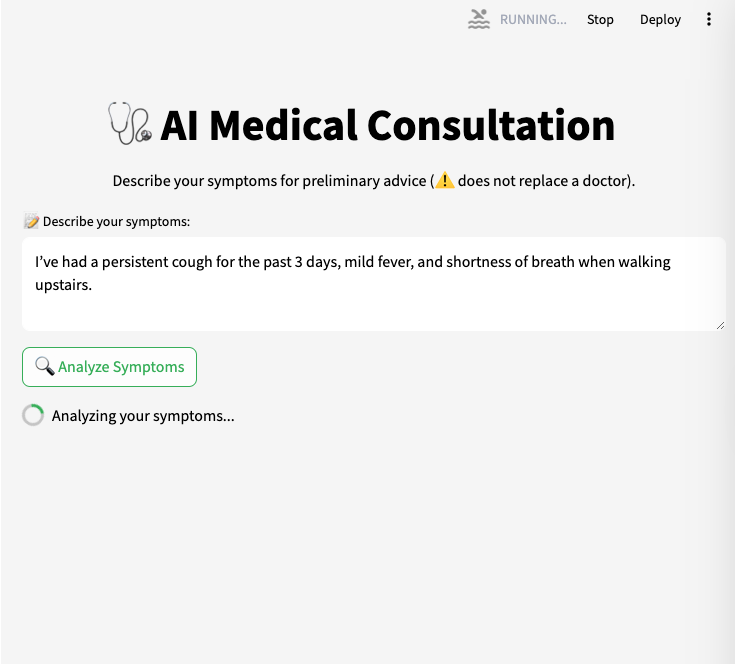 RUNNING... Stop Deploy
🩺 AI Medical Consultation
Describe your symptoms for preliminary advice (⚠️ does not replace a doctor).
📝 Describe your symptoms:
I’ve had a persistent cough for the past 3 days, mild fever, and shortness of breath when walking
upstairs.
🔍 Analyze Symptoms
Analyzing your symptoms...